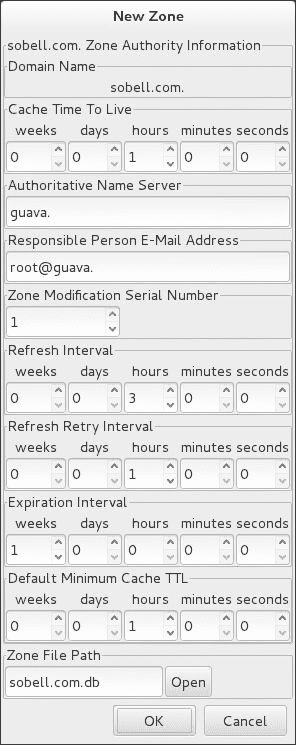 New Zone
sobell.com. Zone Authority Information
Domain Name
sobell.com.
Cache Time To Live
weeks days hours minutes seconds
0 0 1 0 0
Authoritative Name Server
guava.
Responsible Person E-Mail Address
root@guava.
Zone Modification Serial Number
1
Refresh Interval
weeks days hours minutes seconds
0 0 3 0 0
Refresh Retry Interval
weeks days hours minutes seconds
0 0 1 0 0
Expiration Interval
weeks days hours minutes seconds
1 0 0 0 0
Default Minimum Cache TTL
weeks days hours minutes seconds
0 0 1 0 0
Zone File Path
sobell.com.db Open
OK Cancel